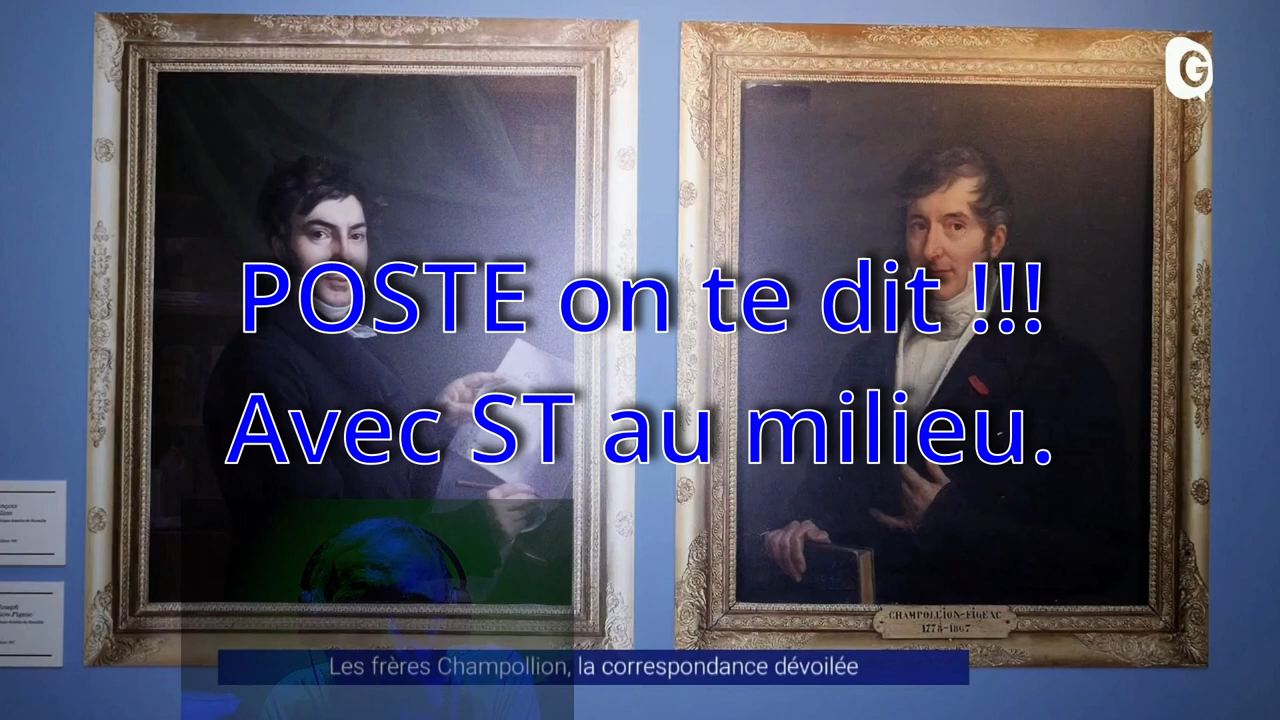 G
POSTE on te dit !!!
Avec ST au milieu.
CHAMPOLLION-FIGEAC
1778-1867
Les frères Champollion, la correspondance dévoilée